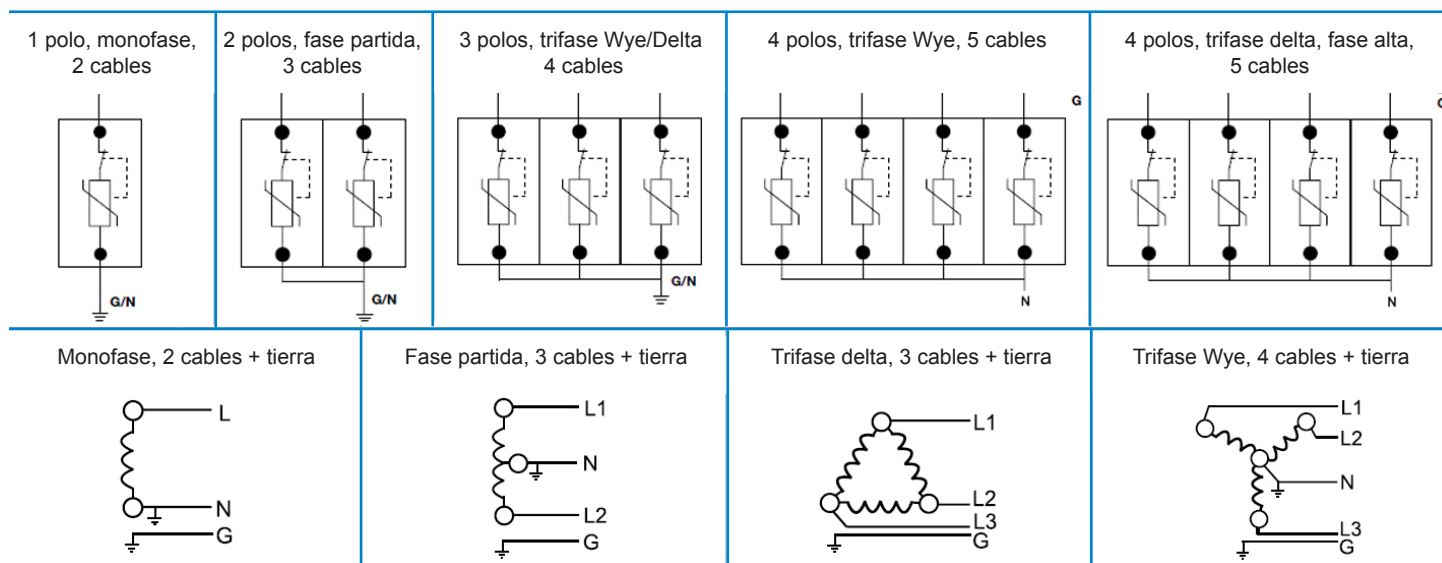 1 polo, monofase,
2 cables
2 polos, fase partida,
3 cables
3 polos, trifase Wye/Delta
4 cables
4 polos, trifase Wye, 5 cables
4 polos, trifase delta, fase alta,
5 cables
G
G/N
G/N
G/N
N
N
Monofase, 2 cables + tierra
L
N
G
Fase partida, 3 cables + tierra
L1
N
L2
G
Trifase delta, 3 cables + tierra
L1
L2
L3
G
Trifase Wye, 4 cables + tierra
L1
L2
N
L3
G